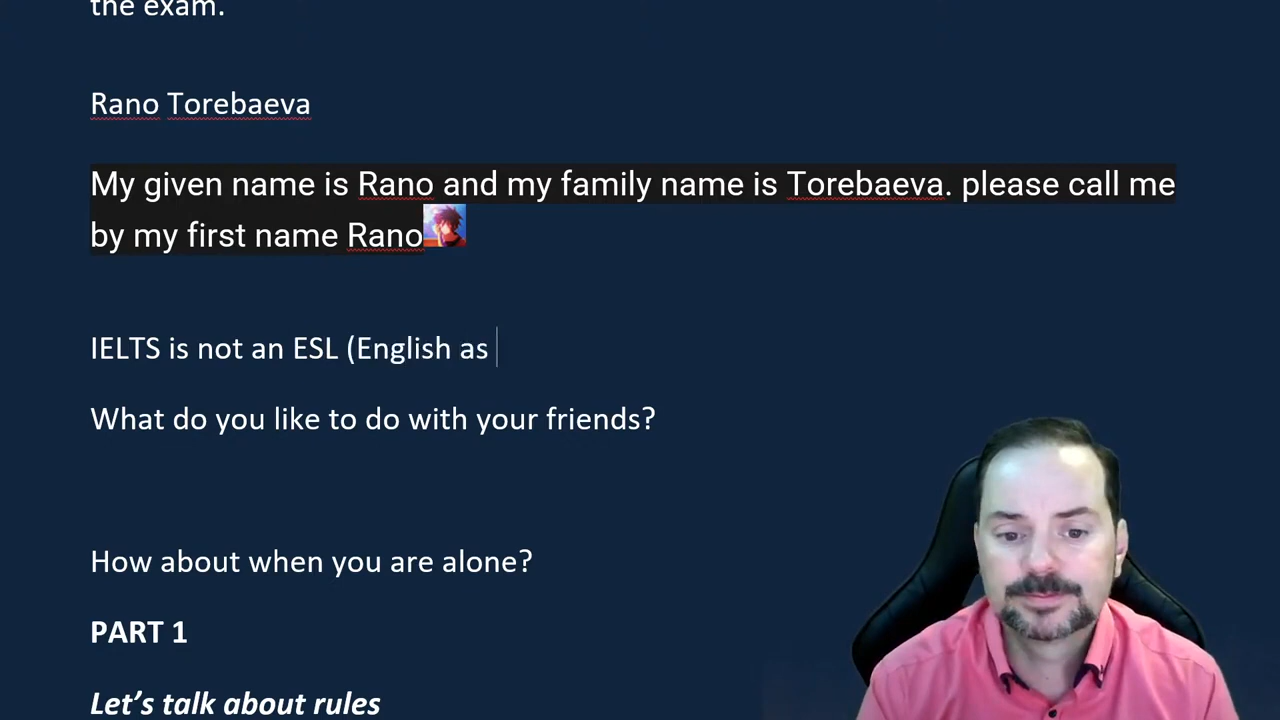 the exam.
Rano Torebaeva
My given name is Rano and my family name is Torebaeva. please call me
by my first name Rano
IELTS is not an ESL (English as
What do you like to do with your friends?
How about when you are alone?
PART 1
Let’s talk about rules